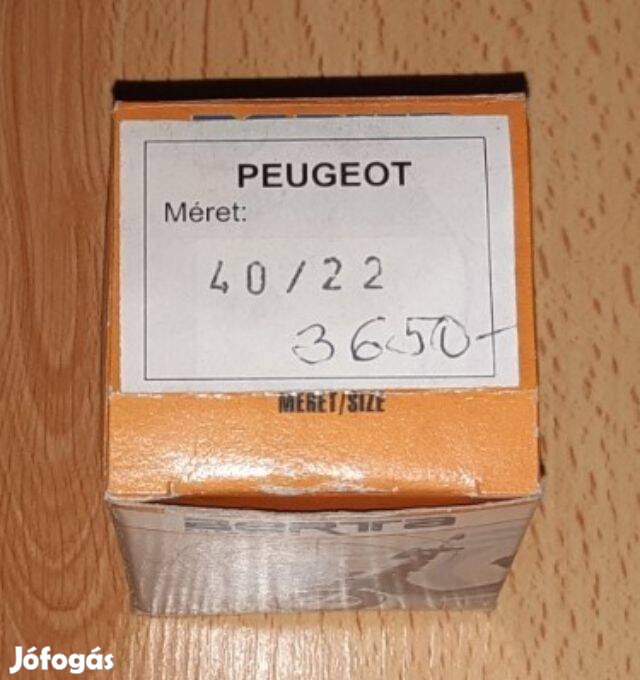 PEUGEOT
Méret:
40/22
3650-
MÉRET/SIZE
Jófogás